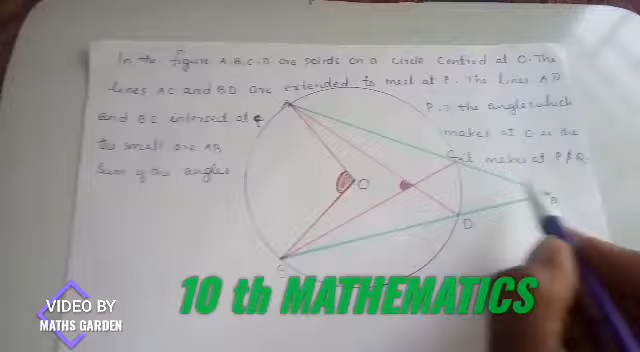 In the figure A.B.C.D are points on a circle Centred at O. The
lines AC and BD are extended to meet at P. The lines AD
and BC intersect at
P. the angle which
the small arc AB
makes at O is the
Sum of the angles
it makes at P & Q.
O
D
10 th MATHEMATICS
VIDEO BY
MATHS GARDEN